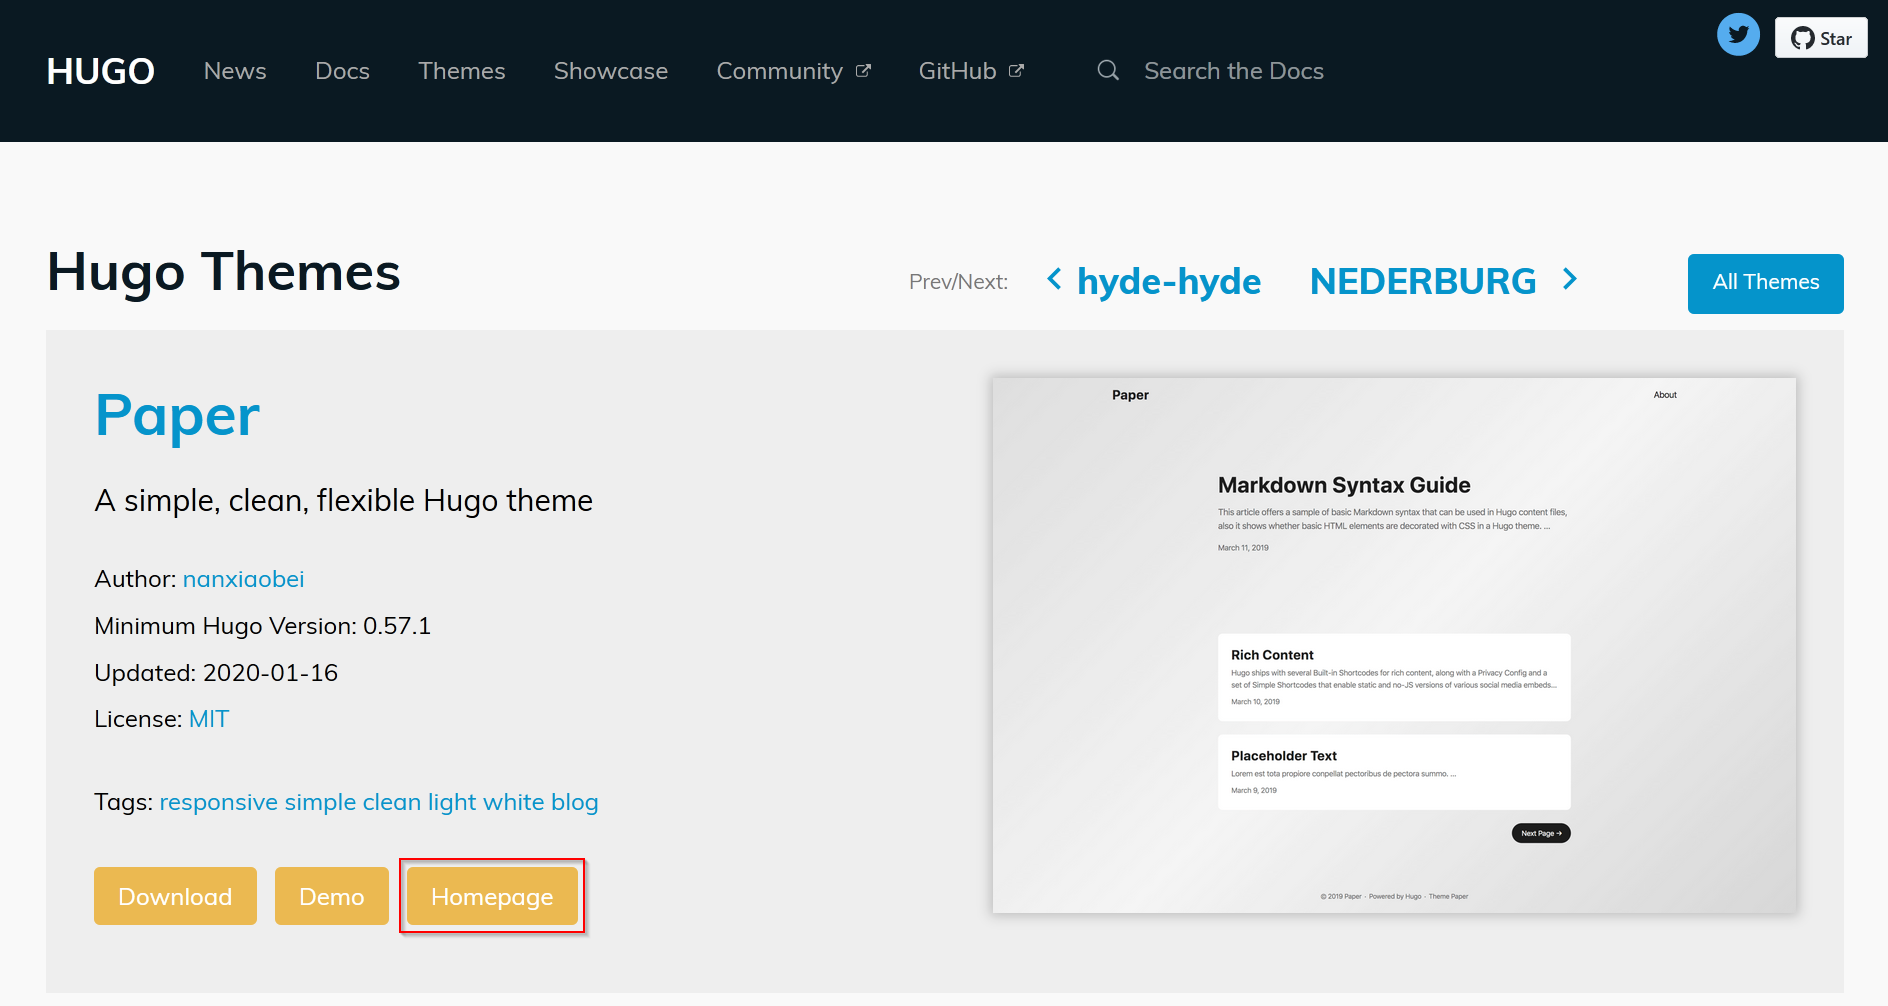 HUGO News Docs Themes Showcase Community GitHub Search the Docs
Star
Hugo Themes
Prev/Next: hyde-hyde NEDERBURG
All Themes
Paper
A simple, clean, flexible Hugo theme
Author: nanxiaobei
Minimum Hugo Version: 0.57.1
Updated: 2020-01-16
License: MIT
Tags: responsive simple clean light white blog
Download Demo Homepage
Paper About
Markdown Syntax Guide
This article offers a sample of basic Markdown syntax that can be used in Hugo content files,
also it shows whether basic HTML elements are decorated with CSS in a Hugo theme. ...
March 11, 2019
Rich Content
Hugo ships with several Built-in Shortcodes for rich content, along with a Privacy Config and a
set of Simple Shortcodes that enable static and no-JS versions of various social media embeds...
March 10, 2019
Placeholder Text
Lorem est tota propiore conpellat pectoribus de pectora summo. ...
March 9, 2019
Next Page →
© 2019 Paper · Powered by Hugo · Theme Paper